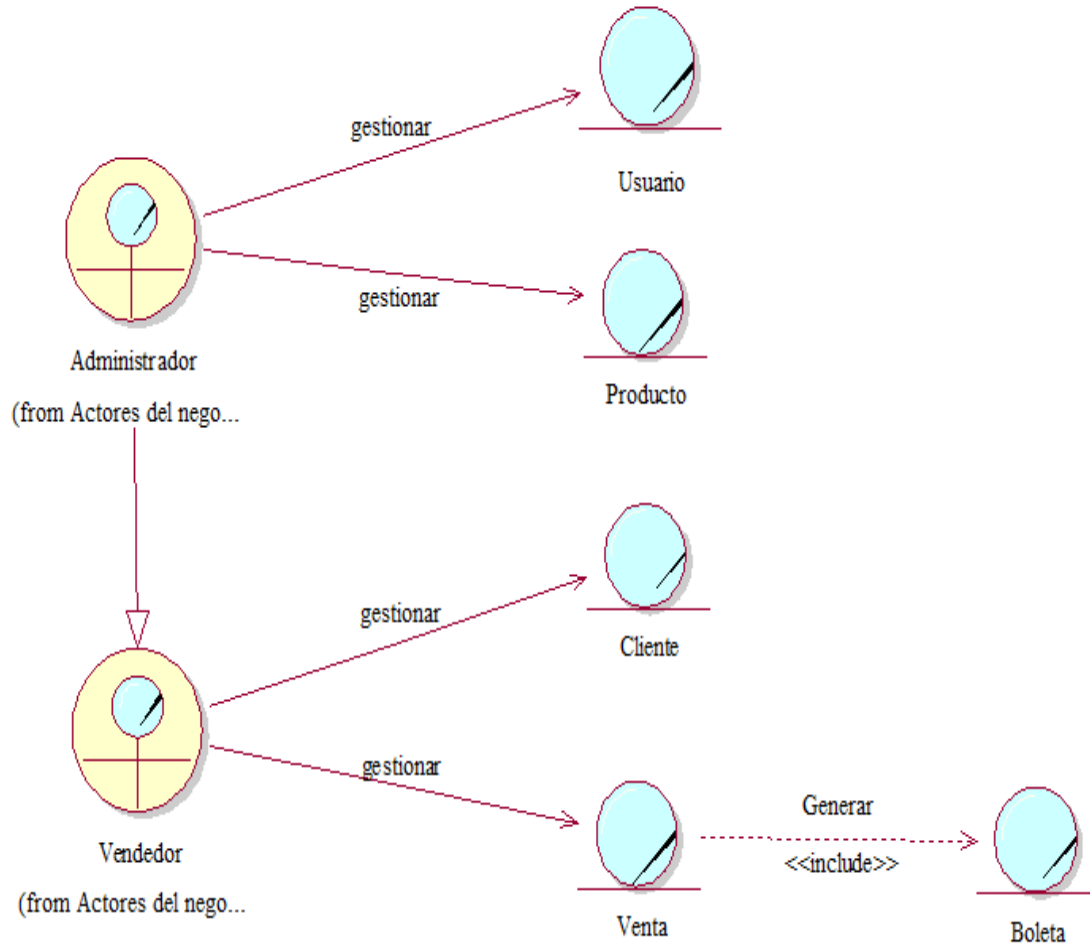 gestionar
Usuario
Administrador
(from Actores del nego...
gestionar
Producto
gestionar
Cliente
Vendedor
(from Actores del nego...
gestionar
Venta
Generar
<<include>>
Boleta